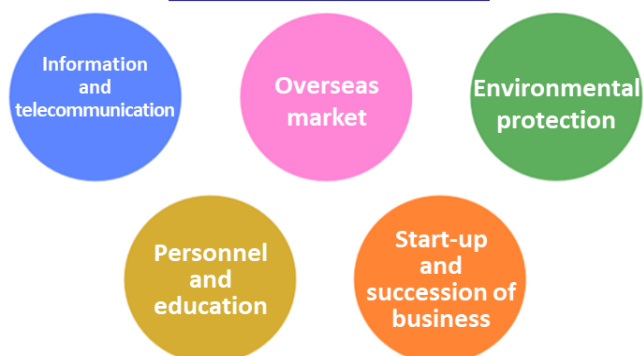 Information
and
telecommunication
Overseas
market
Environmental
protection
Personnel
and
education
Start-up
and
succession of
business